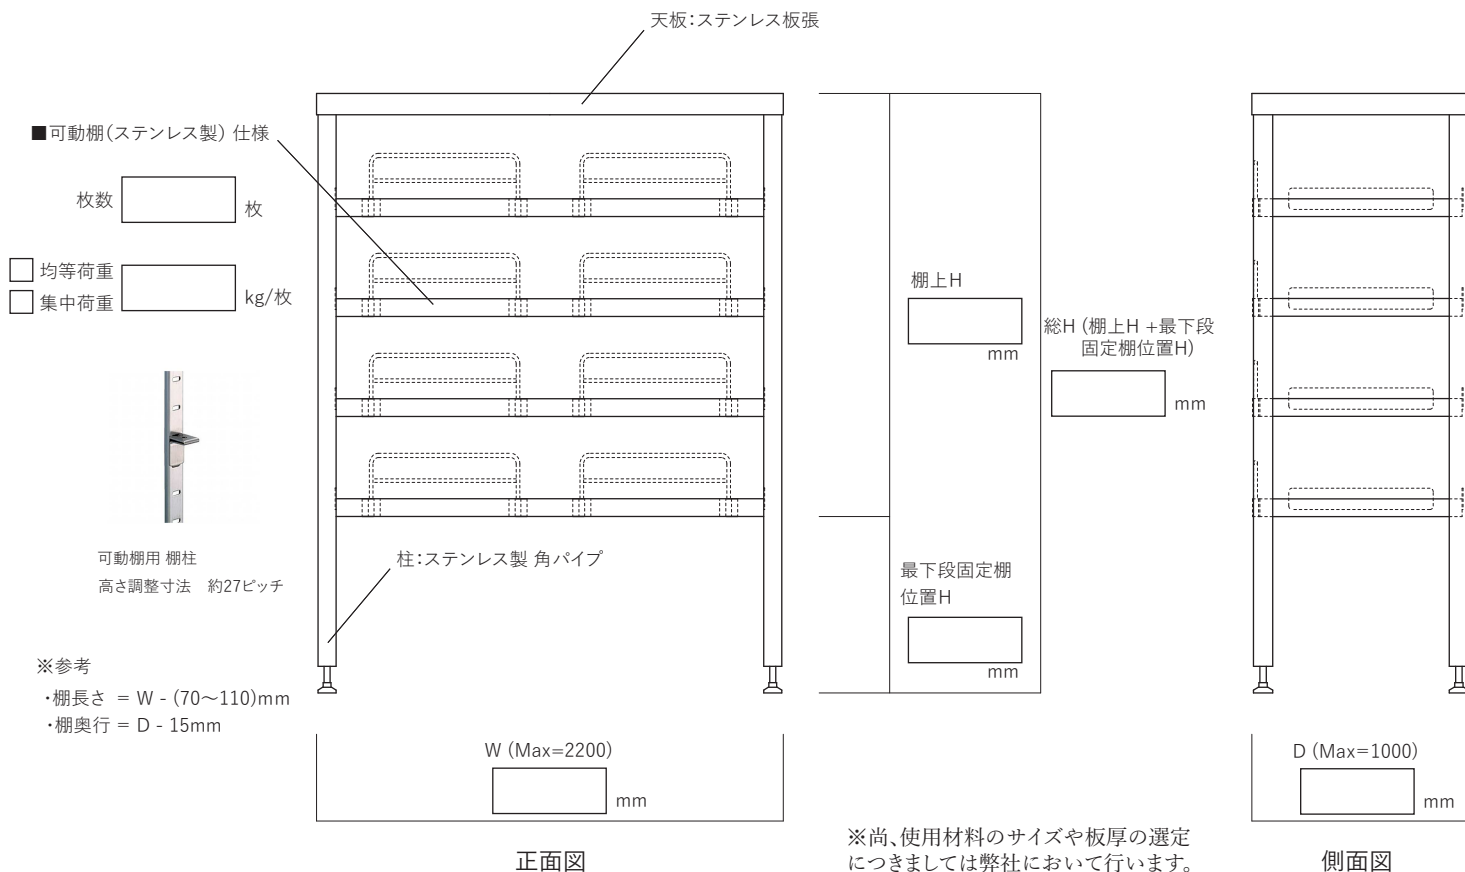 天板：ステンレス板張
■可動棚（ステンレス製）仕様
枚数
枚
均等荷重
集中荷重
kg/枚
可動棚用 棚柱
高さ調整寸法　約27ピッチ
柱：ステンレス製 角パイプ
※参考
・棚長さ = W - (70〜110)mm
・棚奥行 = D - 15mm
棚上H
mm
総H (棚上H +最下段
固定棚位置H)
mm
最下段固定棚
位置H
mm
W (Max=2200)
mm
D (Max=1000)
mm
正面図
※尚、使用材料のサイズや板厚の選定
につきましては弊社において行います。
側面図